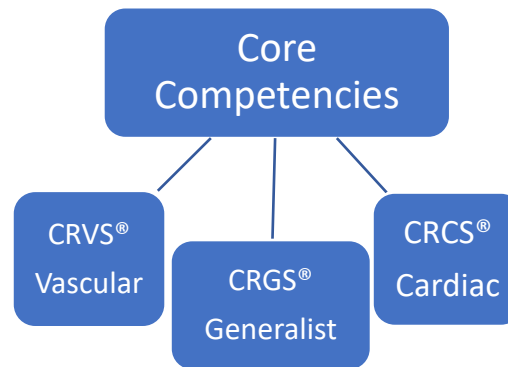 Core
Competencies
CRVS®
Vascular
CRGS®
Generalist
CRCS®
Cardiac